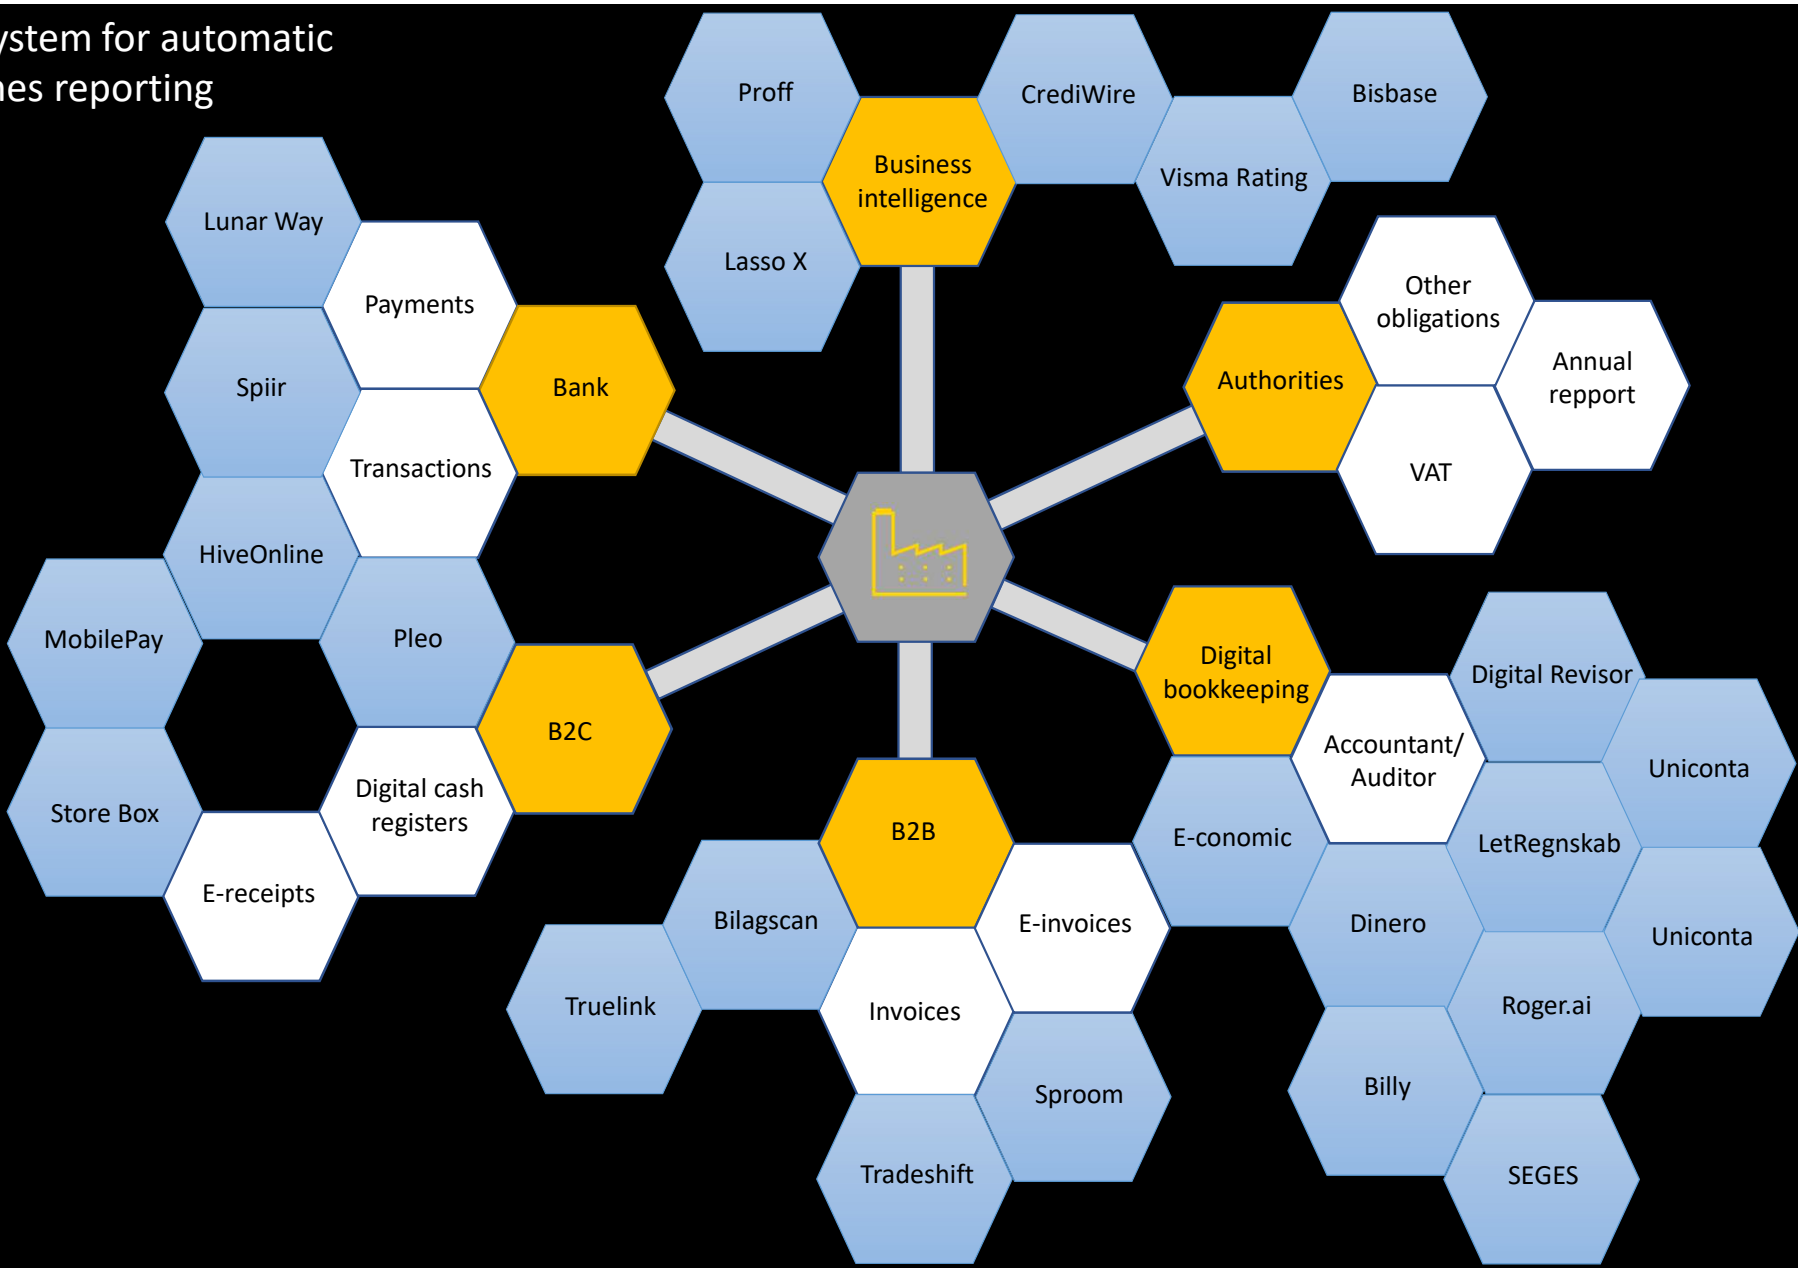 ystem for automatic
nes reporting
Proff
CrediWire
Bisbase
Business
intelligence
Visma Rating
Lasso X
Lunar Way
Payments
Spiir
Bank
Transactions
HiveOnline
MobilePay
Pleo
B2C
Store Box
Digital cash
registers
E-receipts
Other
obligations
Authorities
Annual
repport
VAT
Digital
bookkeeping
Digital Revisor
Accountant/
Auditor
Uniconta
E-conomic
LetRegnskab
Dinero
Uniconta
Roger.ai
Billy
SEGES
B2B
Bilagscan
E-invoices
Truelink
Invoices
Sproom
Tradeshift